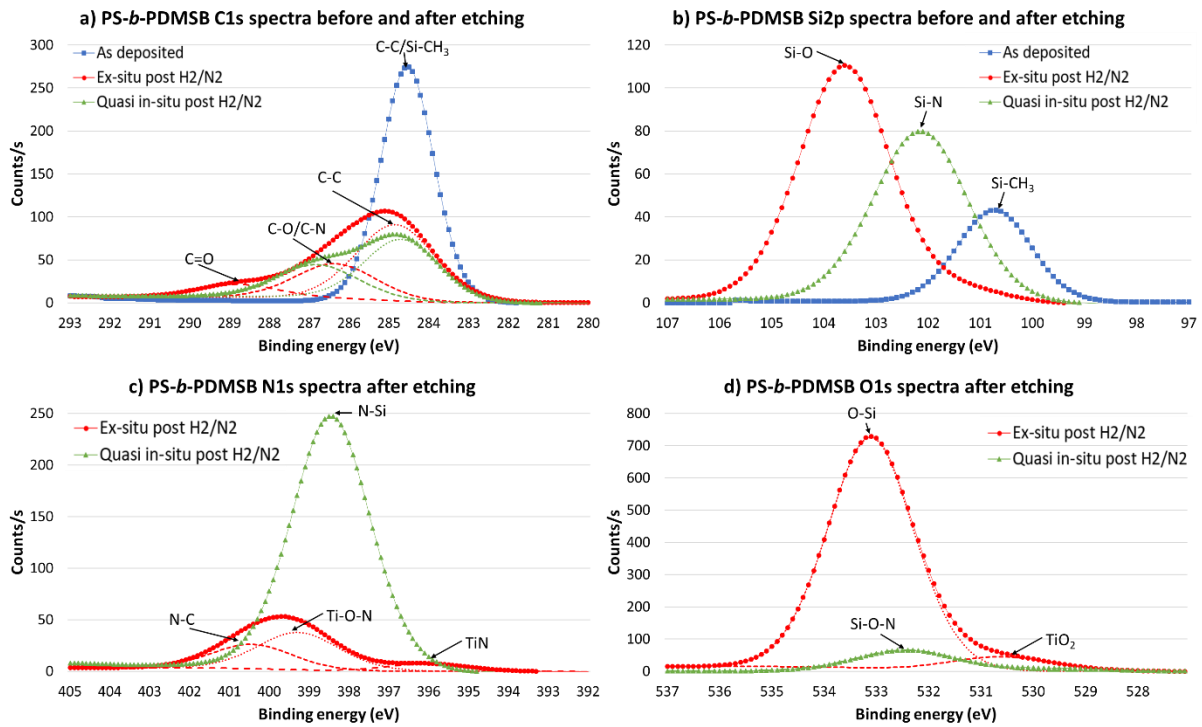 a) PS-b-PDMSB C1s spectra before and after etching
C-C/Si-CH3
As deposited
Ex-situ post H2/N2
Quasi in-situ post H2/N2
C-C
C-O/C-N
C=O
Counts/s
300
250
200
150
100
50
0
293 292 291 290 289 288 287 286 285 284 283 282 281 280
Binding energy (eV)
b) PS-b-PDMSB Si2p spectra before and after etching
Si-O
As deposited
Ex-situ post H2/N2
Quasi in-situ post H2/N2
Si-N
Si-CH3
Counts/s
120
100
80
60
40
20
0
107 106 105 104 103 102 101 100 99 98 97
Binding energy (eV)
c) PS-b-PDMSB N1s spectra after etching
N-Si
Ex-situ post H2/N2
Quasi in-situ post H2/N2
N-C
Ti-O-N
TiN
Counts/s
250
200
150
100
50
0
405 404 403 402 401 400 399 398 397 396 395 394 393 392
Binding energy (eV)
d) PS-b-PDMSB O1s spectra after etching
O-Si
Ex-situ post H2/N2
Quasi in-situ post H2/N2
Si-O-N
TiO2
Counts/s
800
700
600
500
400
300
200
100
0
537 536 535 534 533 532 531 530 529 528
Binding energy (eV)